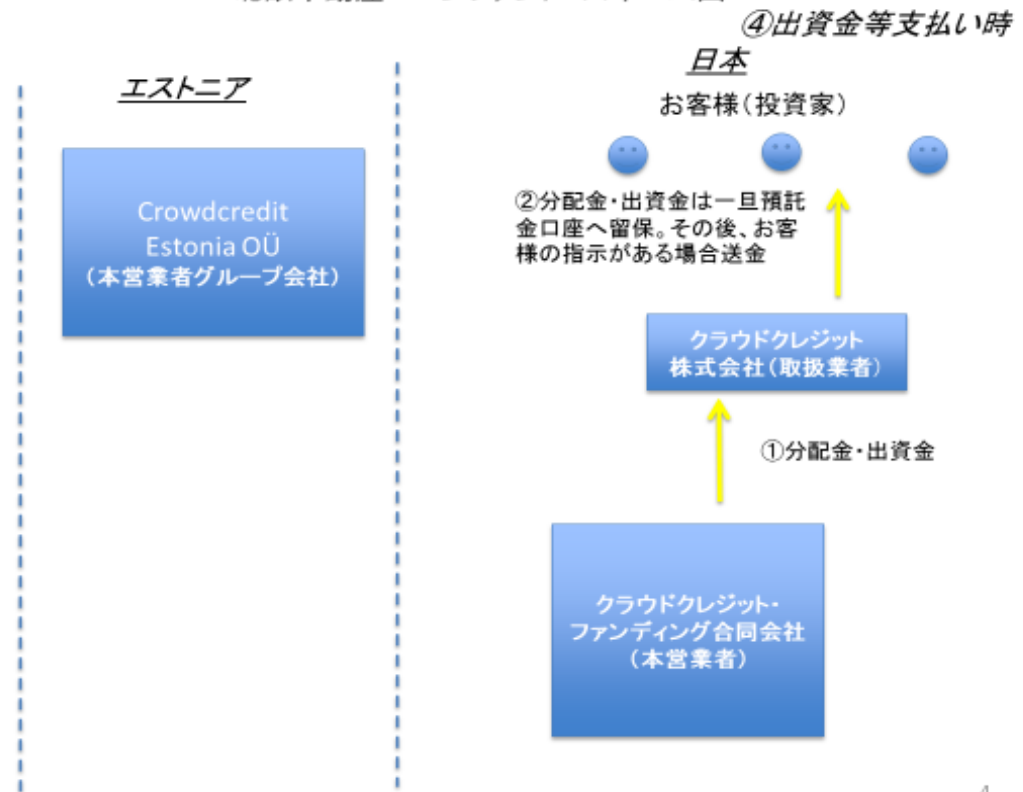 ④出資金等支払い時
エストニア
日本
お客様(投資家)
Crowdcredit
Estonia OÜ
(本営業者グループ会社)
②分配金・出資金は一旦預託
金口座へ留保。その後、お客
様の指示がある場合送金
クラウドクレジット
株式会社(取扱業者)
①分配金・出資金
クラウドクレジット・
ファンディング合同会社
(本営業者)